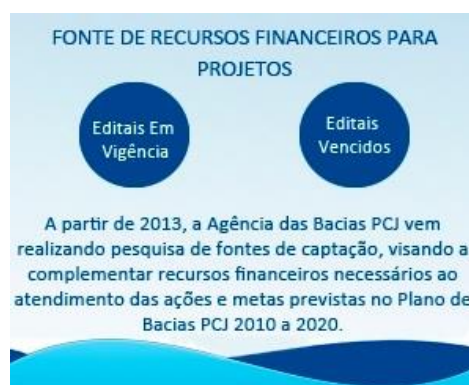 FONTE DE RECURSOS FINANCEIROS PARA
PROJETOS
Editais Em
Vigência
Editais
Vencidos
A partir de 2013, a Agência das Bacias PCJ vem
realizando pesquisa de fontes de captação, visando a
complementar recursos financeiros necessários ao
atendimento das ações e metas previstas no Plano de
Bacias PCJ 2010 a 2020.